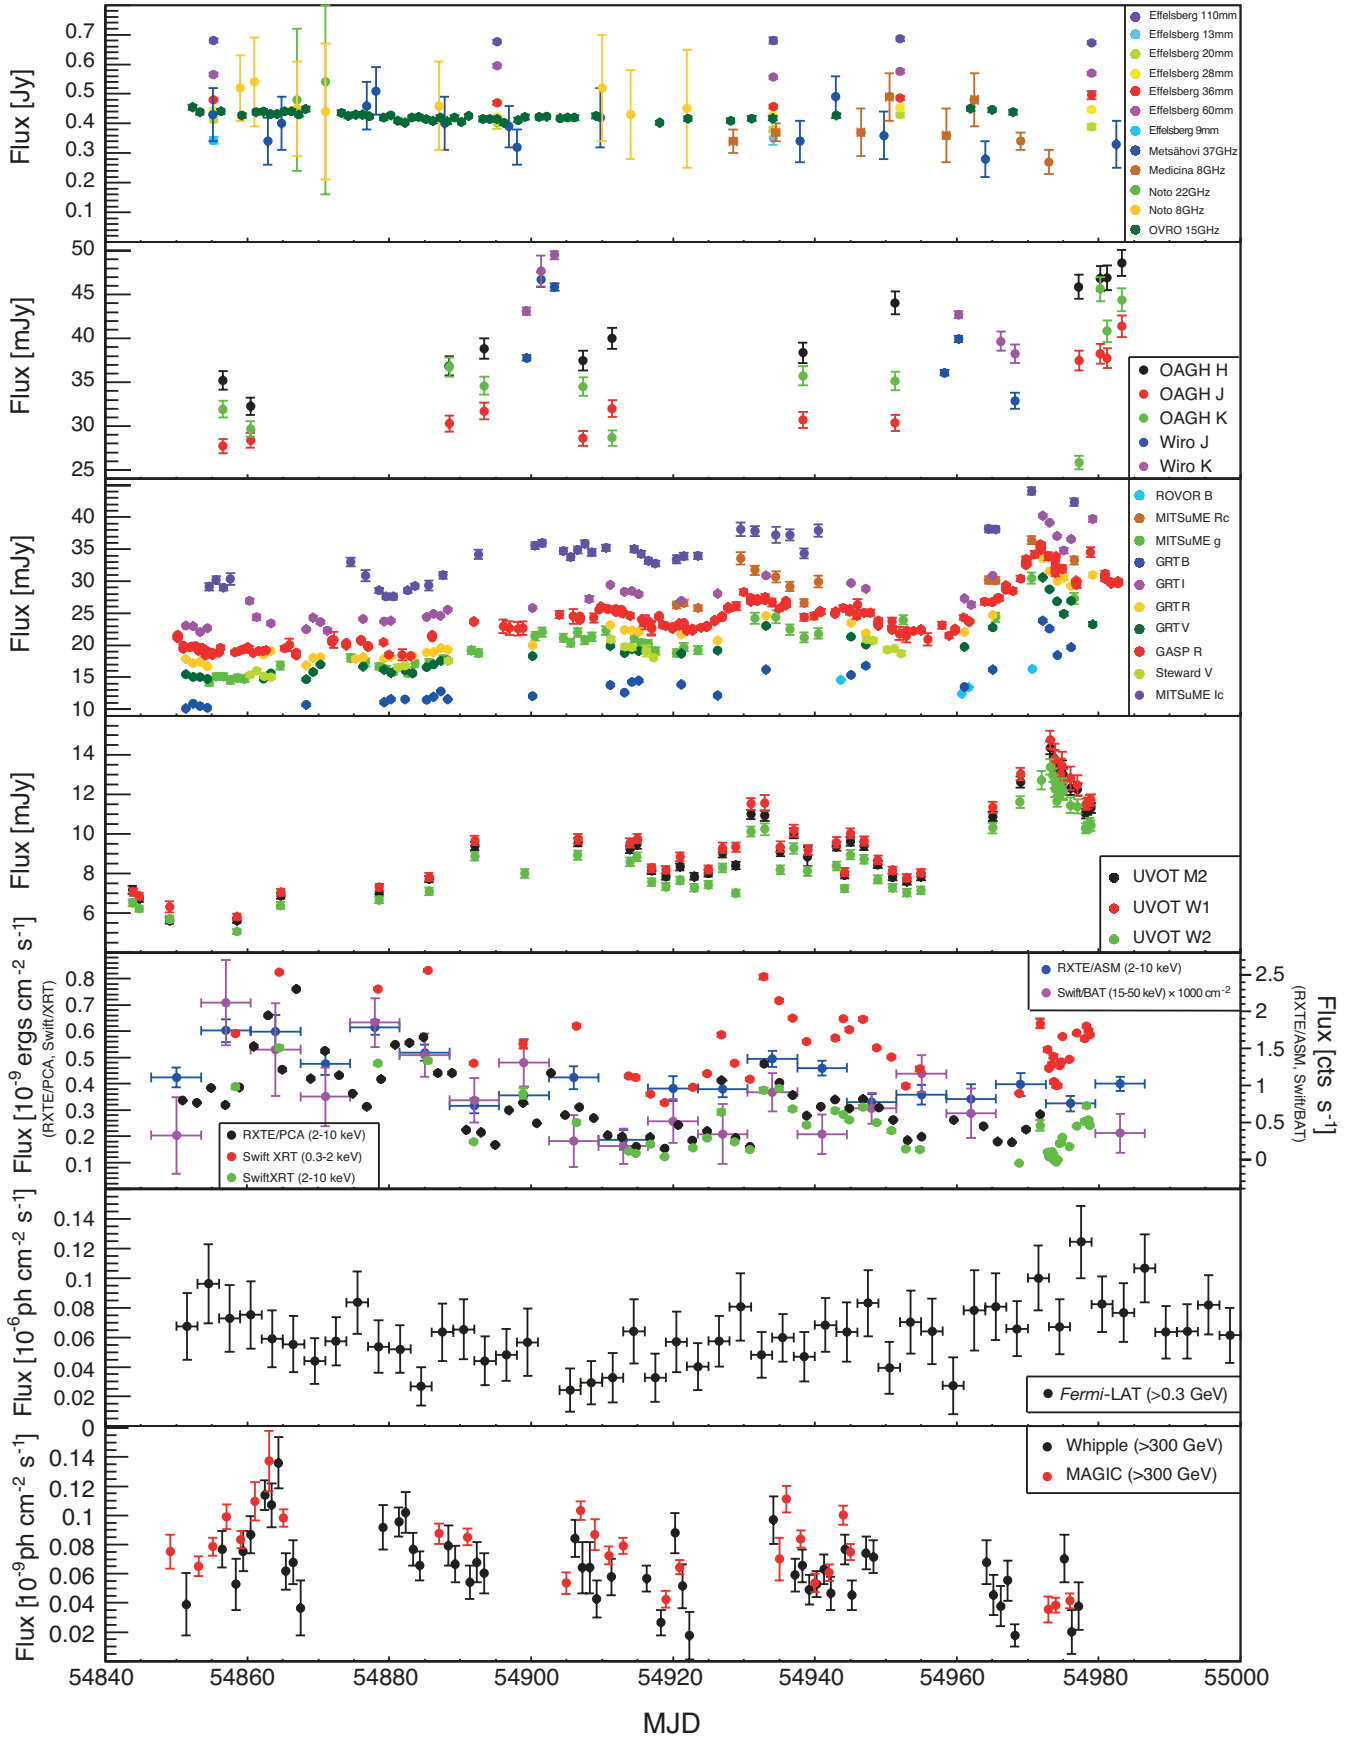 Flux [Jy]
0.7
0.6
0.5
0.4
0.3
0.2
0.1
Effelsberg 110mm
Effelsberg 13mm
Effelsberg 20mm
Effelsberg 28mm
Effelsberg 36mm
Effelsberg 60mm
Effelsberg 9mm
Metsähovi 37GHz
Medicina 8GHz
Noto 22GHz
Noto 8GHz
OVRO 15GHz
Flux [mJy]
50
45
40
35
30
25
OAGH H
OAGH J
OAGH K
Wiro J
Wiro K
Flux [mJy]
40
35
30
25
20
15
10
ROVOR B
MITSuME Rc
MITSuME g
GRT B
GRT I
GRT R
GRT V
GASP R
Steward V
MITSuME Ic
Flux [mJy]
14
12
10
8
6
UVOT M2
UVOT W1
UVOT W2
Flux [10⁻⁹ ergs cm⁻² s⁻¹]
(RXTE/PCA, Swift/XRT)
0.8
0.7
0.6
0.5
0.4
0.3
0.2
0.1
RXTE/PCA (2-10 keV)
Swift XRT (0.3-2 keV)
SwiftXRT (2-10 keV)
RXTE/ASM (2-10 keV)
Swift/BAT (15-50 keV) × 1000 cm⁻²
2.5
2
1.5
1
0.5
0
Flux [cts s⁻¹]
(RXTE/ASM, Swift/BAT)
Flux [10⁻⁶ph cm⁻² s⁻¹]
0.14
0.12
0.1
0.08
0.06
0.04
0.02
0
Fermi-LAT (>0.3 GeV)
Flux [10⁻⁹ph cm⁻² s⁻¹]
0.14
0.12
0.1
0.08
0.06
0.04
0.02
Whipple (>300 GeV)
MAGIC (>300 GeV)
54840 54860 54880 54900 54920 54940 54960 54980 55000
MJD